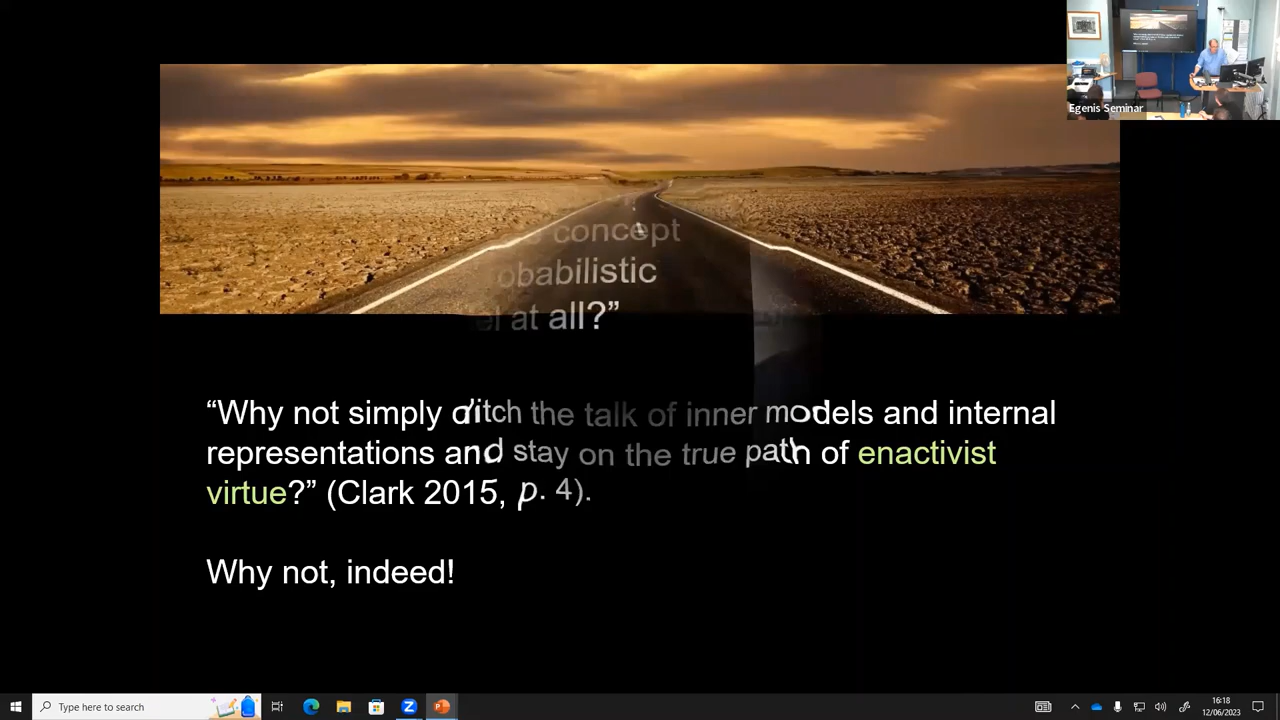 Egenis Seminar
concept
obabilistic
at all?”
“Why not simply ditch the talk of inner models and internal
representations and stay on the true path of enactivist
virtue?” (Clark 2015, p. 4).
Why not, indeed!
Type here to search
16:18
12/06/2023